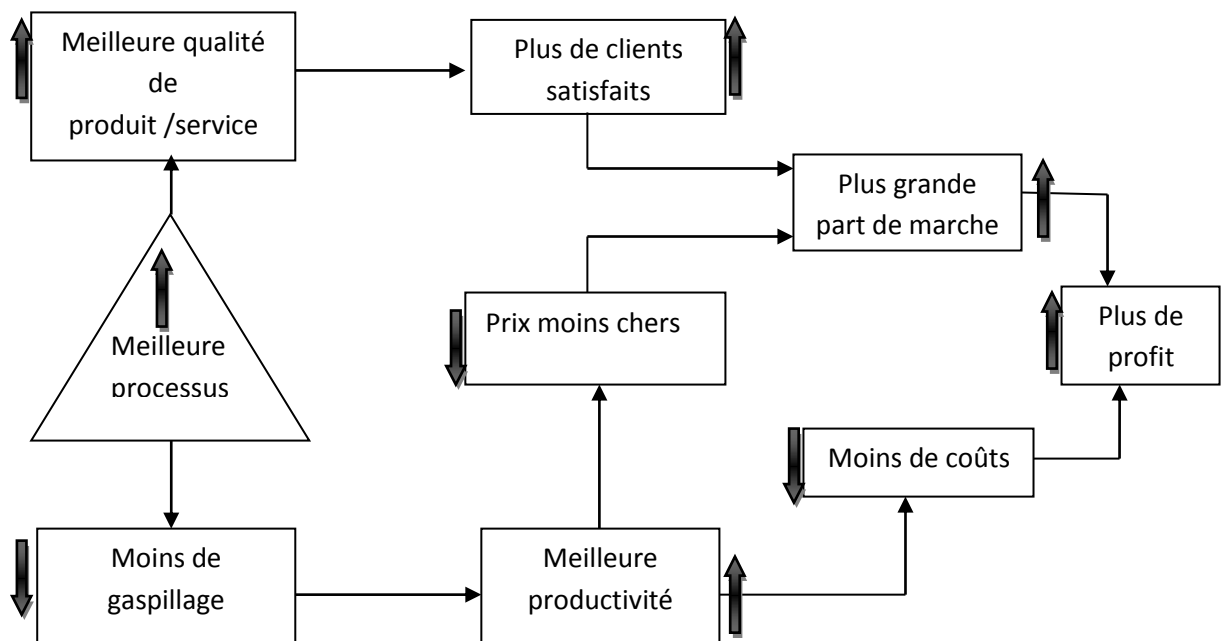 Meilleure qualité
de
produit /service
Plus de clients
satisfaits
Plus grande
part de marche
Meilleure
processus
Prix moins chers
Plus de
profit
Moins de coûts
Moins de
gaspillage
Meilleure
productivité